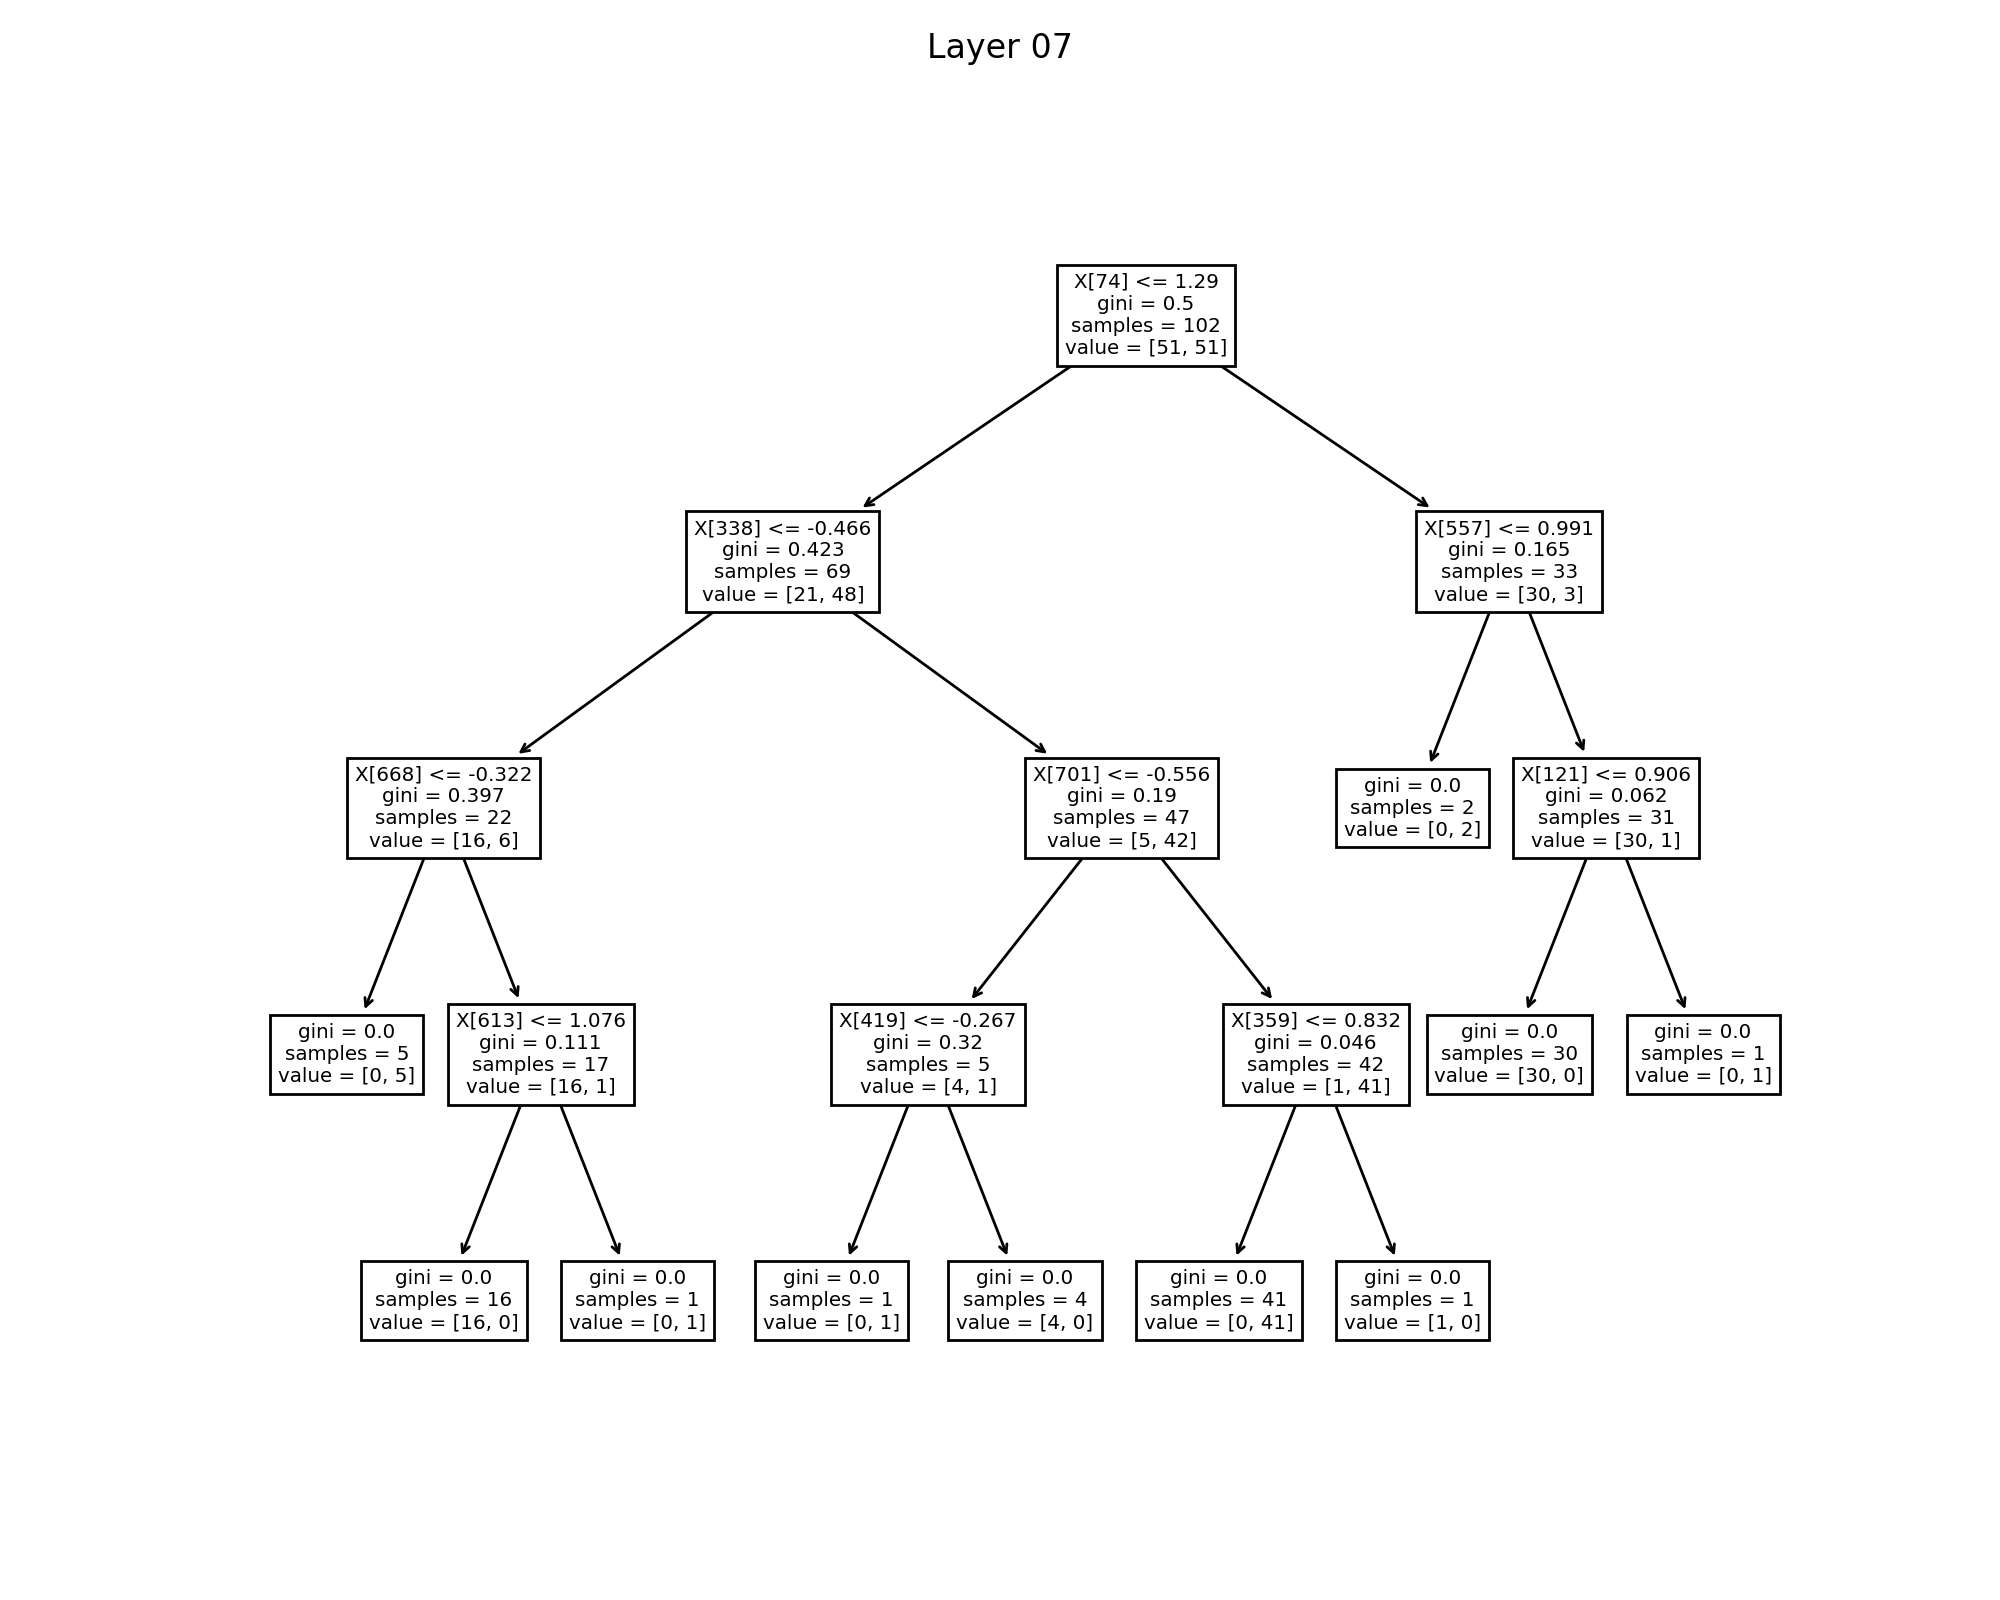 Layer 07
X[74] <= 1.29
gini = 0.5
samples = 102
value = [51, 51]
X[338] <= -0.466
gini = 0.423
samples = 69
value = [21, 48]
X[557] <= 0.991
gini = 0.165
samples = 33
value = [30, 3]
X[668] <= -0.322
gini = 0.397
samples = 22
value = [16, 6]
X[701] <= -0.556
gini = 0.19
samples = 47
value = [5, 42]
gini = 0.0
samples = 2
value = [0, 2]
X[121] <= 0.906
gini = 0.062
samples = 31
value = [30, 1]
gini = 0.0
samples = 5
value = [0, 5]
X[613] <= 1.076
gini = 0.111
samples = 17
value = [16, 1]
X[419] <= -0.267
gini = 0.32
samples = 5
value = [4, 1]
X[359] <= 0.832
gini = 0.046
samples = 42
value = [1, 41]
gini = 0.0
samples = 30
value = [30, 0]
gini = 0.0
samples = 1
value = [0, 1]
gini = 0.0
samples = 16
value = [16, 0]
gini = 0.0
samples = 1
value = [0, 1]
gini = 0.0
samples = 1
value = [0, 1]
gini = 0.0
samples = 4
value = [4, 0]
gini = 0.0
samples = 41
value = [0, 41]
gini = 0.0
samples = 1
value = [1, 0]